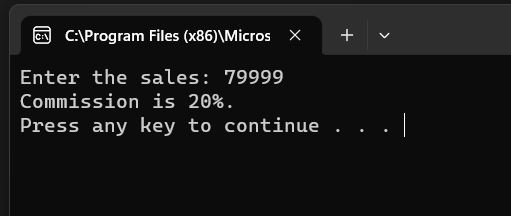 C:\Program Files (x86)\Micros
Enter the sales: 79999
Commission is 20%.
Press any key to continue . . .